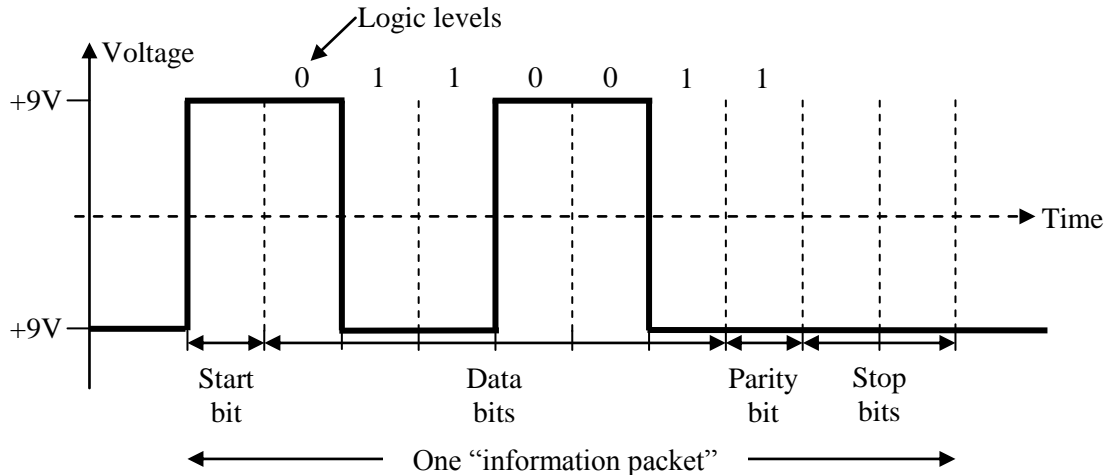 Logic levels
Voltage
0 1 1 0 0 1 1
+9V
Time
+9V
Start bit
Data bits
Parity bit
Stop bits
One “information packet”